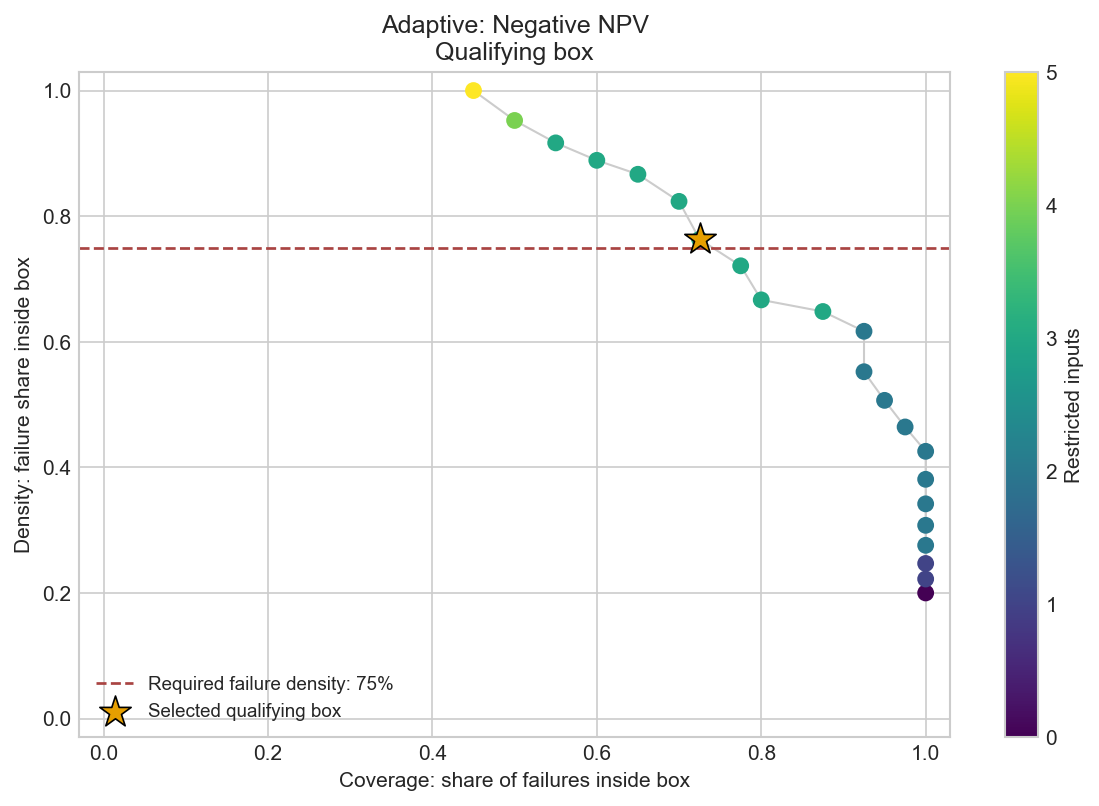 Adaptive: Negative NPV
Qualifying box
Density: failure share inside box
1.0
0.8
0.6
0.4
0.2
0.0
Required failure density: 75%
Selected qualifying box
0.0 0.2 0.4 0.6 0.8 1.0
Coverage: share of failures inside box
5
4
3
2
1
0
Restricted inputs